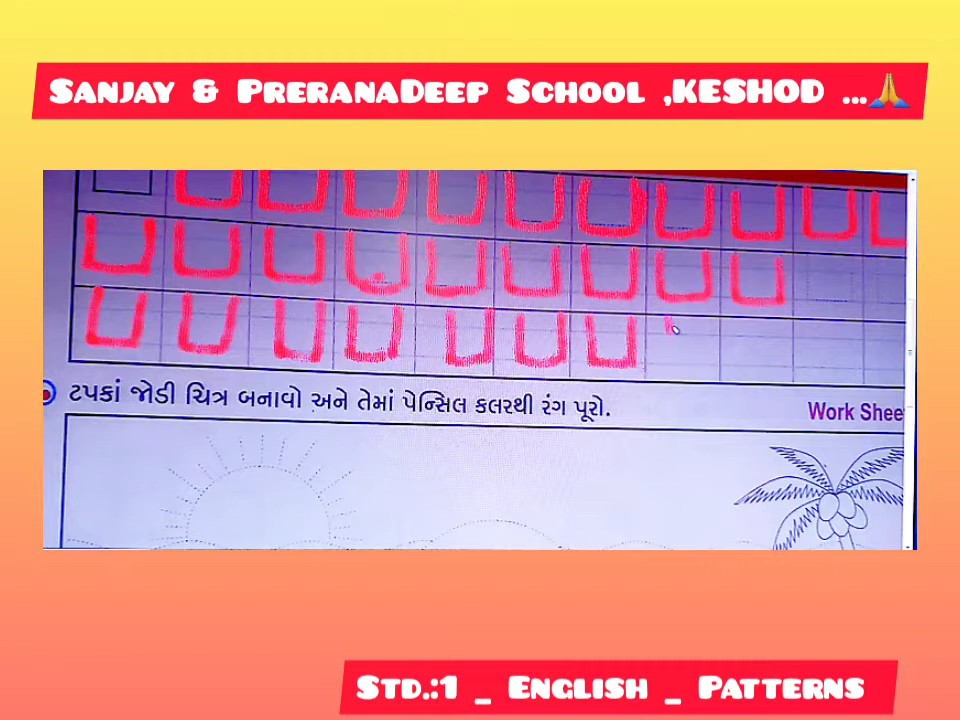 SANJAY & PRERANADEEP SCHOOL ,KESHOD ...🙏
ટપકાં જોડી ચિત્ર બનાવો અને તેમાં પેન્સિલ કલરથી રંગ પૂરો.
Work Shee
STD.:1 _ ENGLISH _ PATTERNS